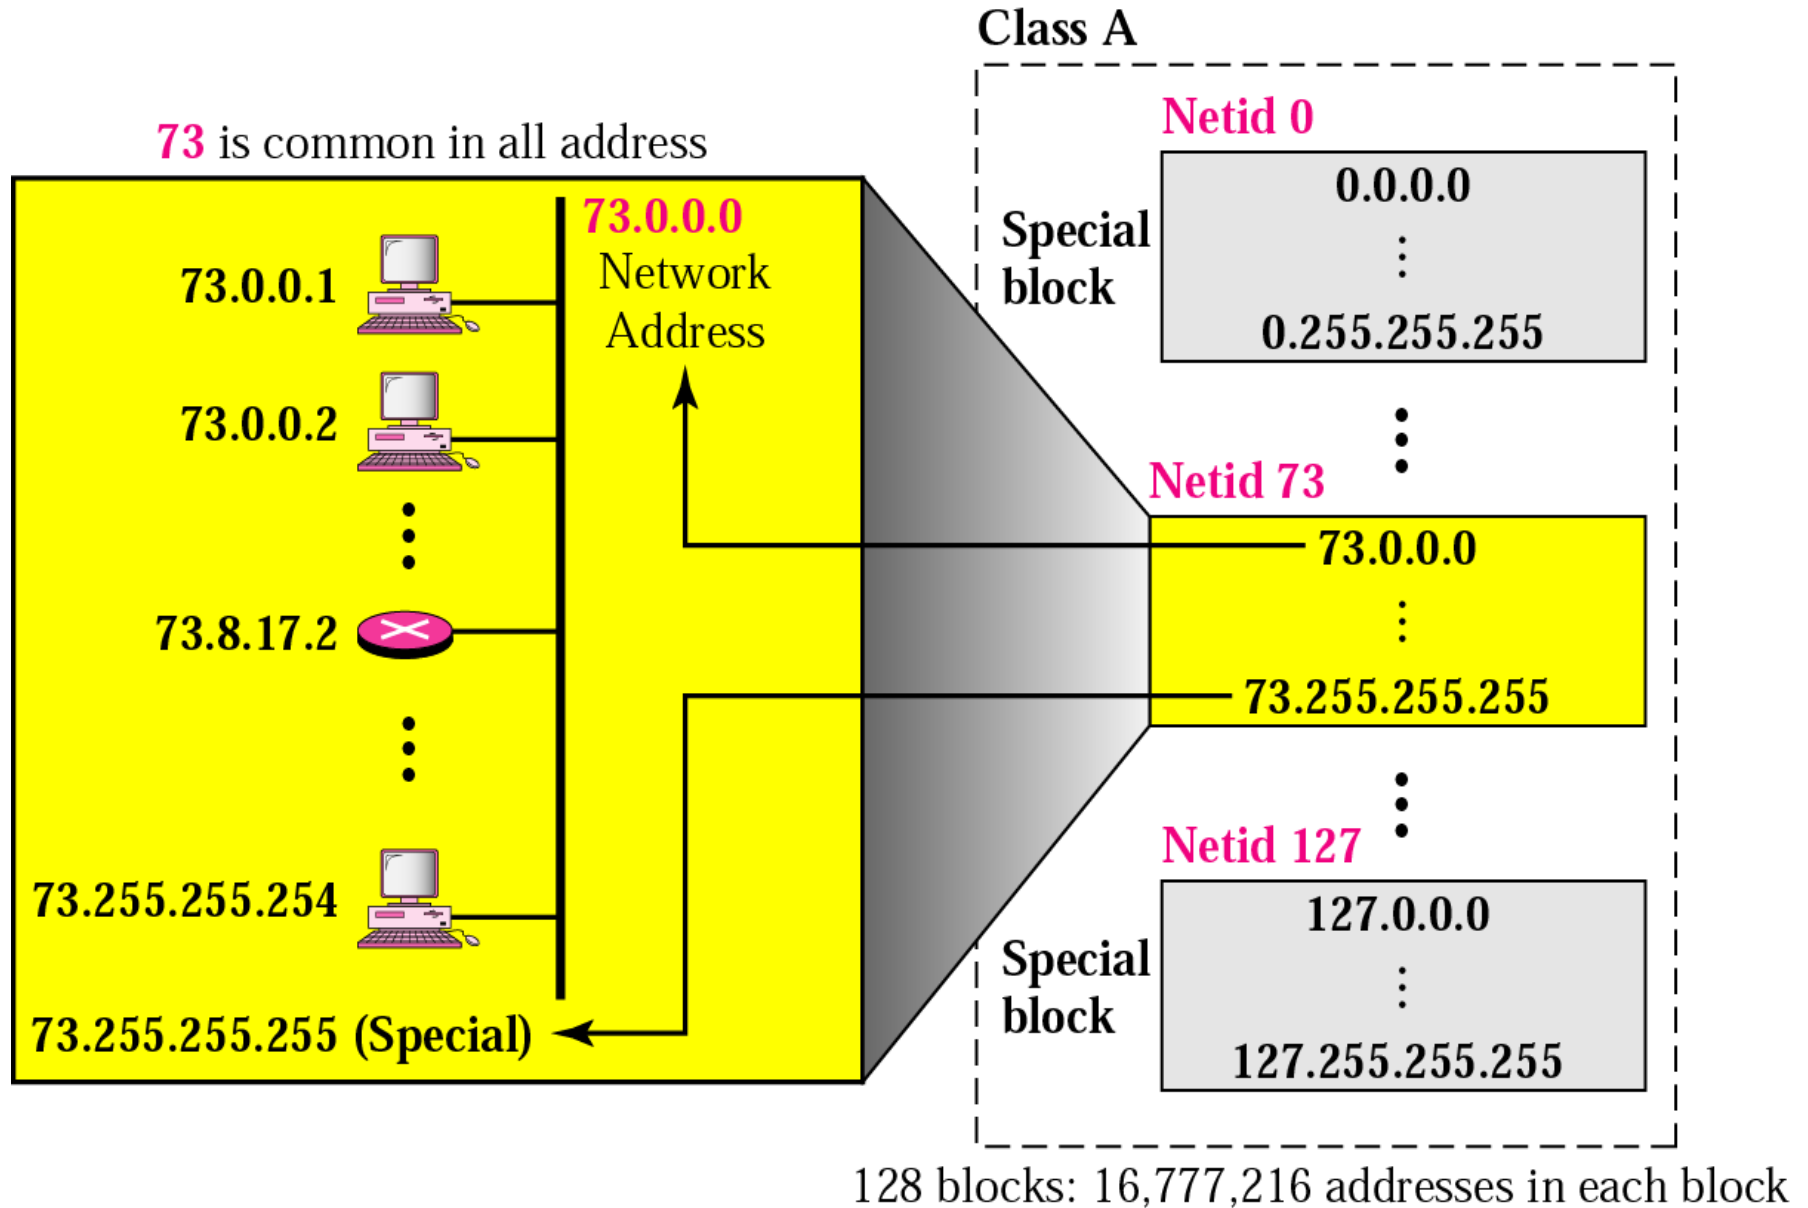 Class A
73 is common in all address
73.0.0.0
Network
Address
73.0.0.1
73.0.0.2
73.8.17.2
73.255.255.254
73.255.255.255 (Special)
Netid 0
Special
block
0.0.0.0
0.255.255.255
Netid 73
73.0.0.0
73.255.255.255
Netid 127
Special
block
127.0.0.0
127.255.255.255
128 blocks: 16,777,216 addresses in each block